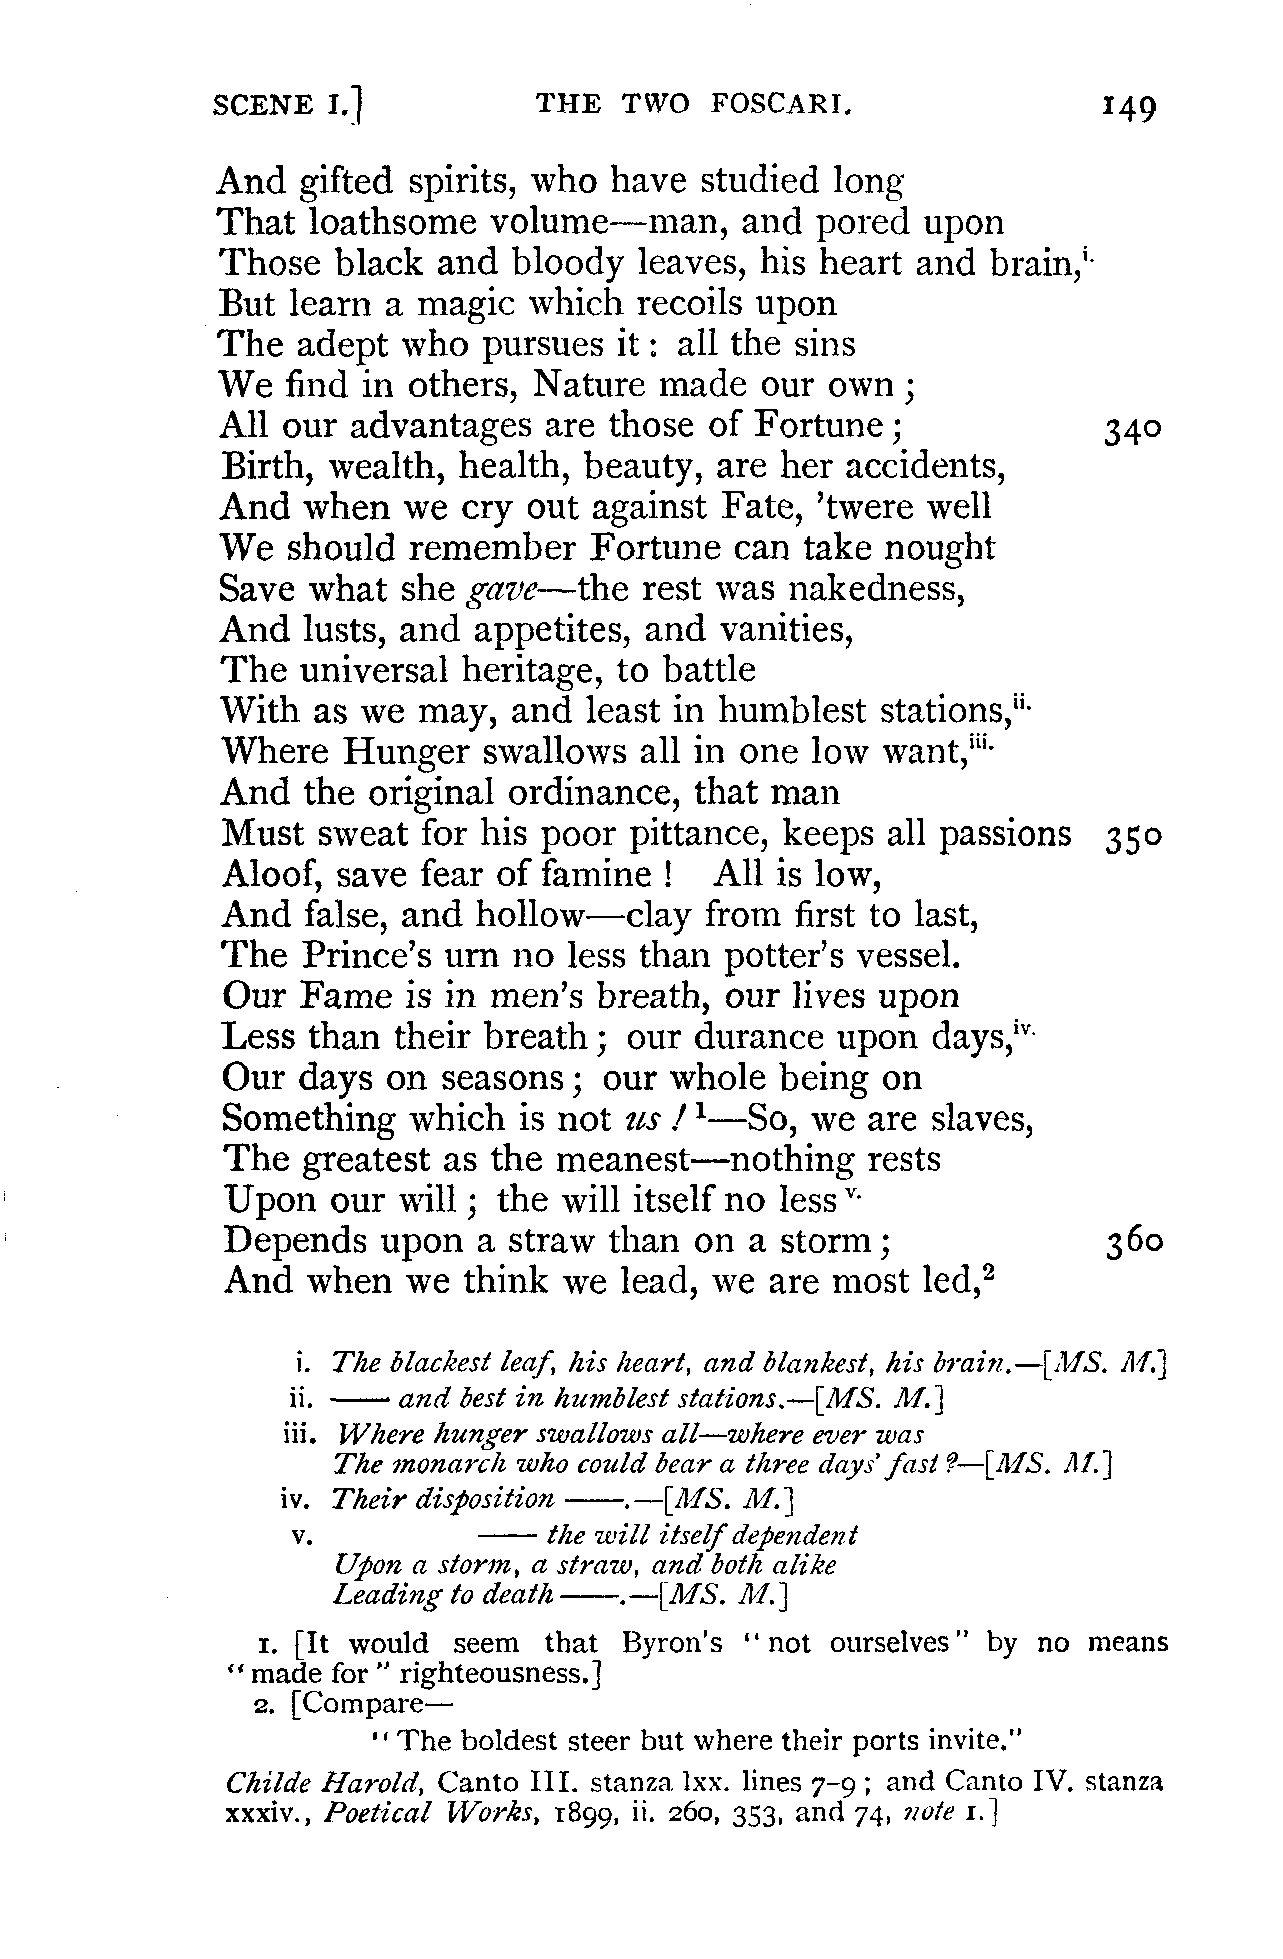 SCENE I.] THE TWO FOSCARI. 149
And gifted spirits, who have studied long
That loathsome volume—man, and pored upon
Those black and bloody leaves, his heart and brain,i.
But learn a magic which recoils upon
The adept who pursues it : all the sins
We find in others, Nature made our own ;
All our advantages are those of Fortune ; 340
Birth, wealth, health, beauty, are her accidents,
And when we cry out against Fate, 'twere well
We should remember Fortune can take nought
Save what she gave—the rest was nakedness,
And lusts, and appetites, and vanities,
The universal heritage, to battle
With as we may, and least in humblest stations,ii.
Where Hunger swallows all in one low want,iii.
And the original ordinance, that man
Must sweat for his poor pittance, keeps all passions 350
Aloof, save fear of famine ! All is low,
And false, and hollow—clay from first to last,
The Prince's urn no less than potter's vessel.
Our Fame is in men's breath, our lives upon
Less than their breath ; our durance upon days,iv.
Our days on seasons ; our whole being on
Something which is not us ! 1—So, we are slaves,
The greatest as the meanest—nothing rests
Upon our will ; the will itself no less v.
Depends upon a straw than on a storm ; 360
And when we think we lead, we are most led,2
i. The blackest leaf, his heart, and blankest, his brain.—[MS. M.]
ii. —— and best in humblest stations.—[MS. M.]
iii. Where hunger swallows all—where ever was
The monarch who could bear a three days' fast ?—[MS. M.]
iv. Their disposition ——.—[MS. M.]
v. —— the will itself dependent
Upon a storm, a straw, and both alike
Leading to death ——.—[MS. M.]
1. [It would seem that Byron's "not ourselves" by no means
"made for" righteousness.]
2. [Compare—
"The boldest steer but where their ports invite."
Childe Harold, Canto III. stanza lxx. lines 7-9 ; and Canto IV. stanza
xxxiv., Poetical Works, 1899, ii. 260, 353, and 74, note 1.]